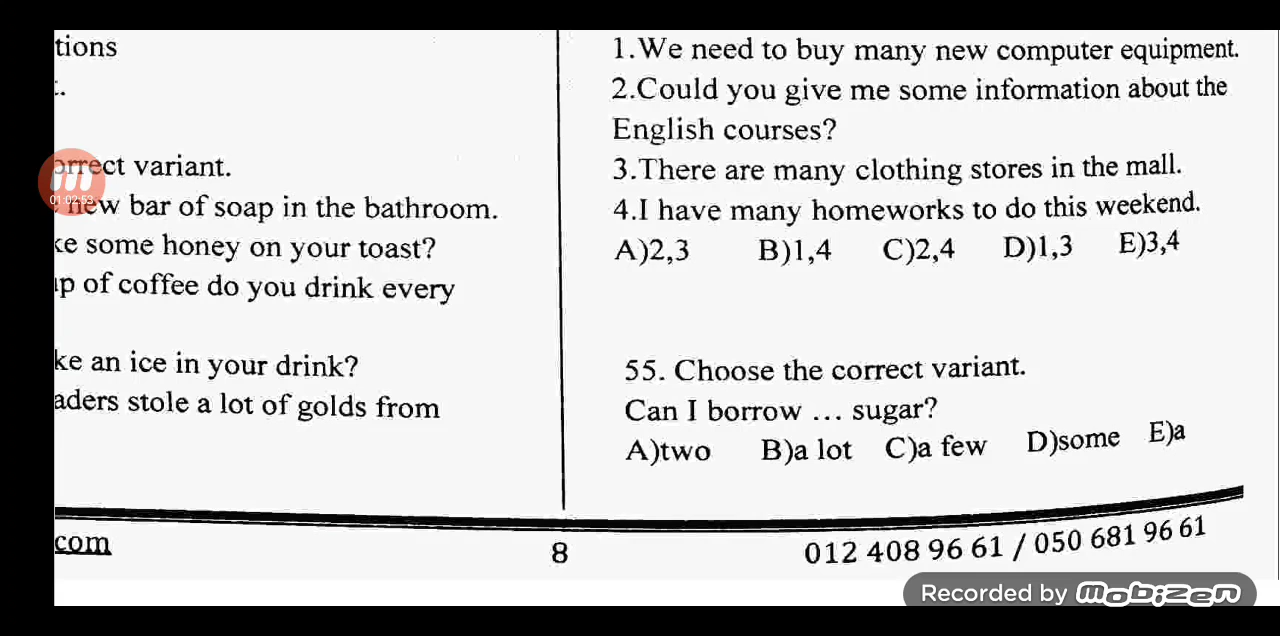 tions
orrect variant.
01:02:53
new bar of soap in the bathroom.
ke some honey on your toast?
up of coffee do you drink every
ke an ice in your drink?
aders stole a lot of golds from
1.We need to buy many new computer equipment.
2.Could you give me some information about the
English courses?
3.There are many clothing stores in the mall.
4.I have many homeworks to do this weekend.
A)2,3 B)1,4 C)2,4 D)1,3 E)3,4
55. Choose the correct variant.
Can I borrow … sugar?
A)two B)a lot C)a few D)some E)a
com
8
012 408 96 61 / 050 681 96 61
Recorded by Mobizen